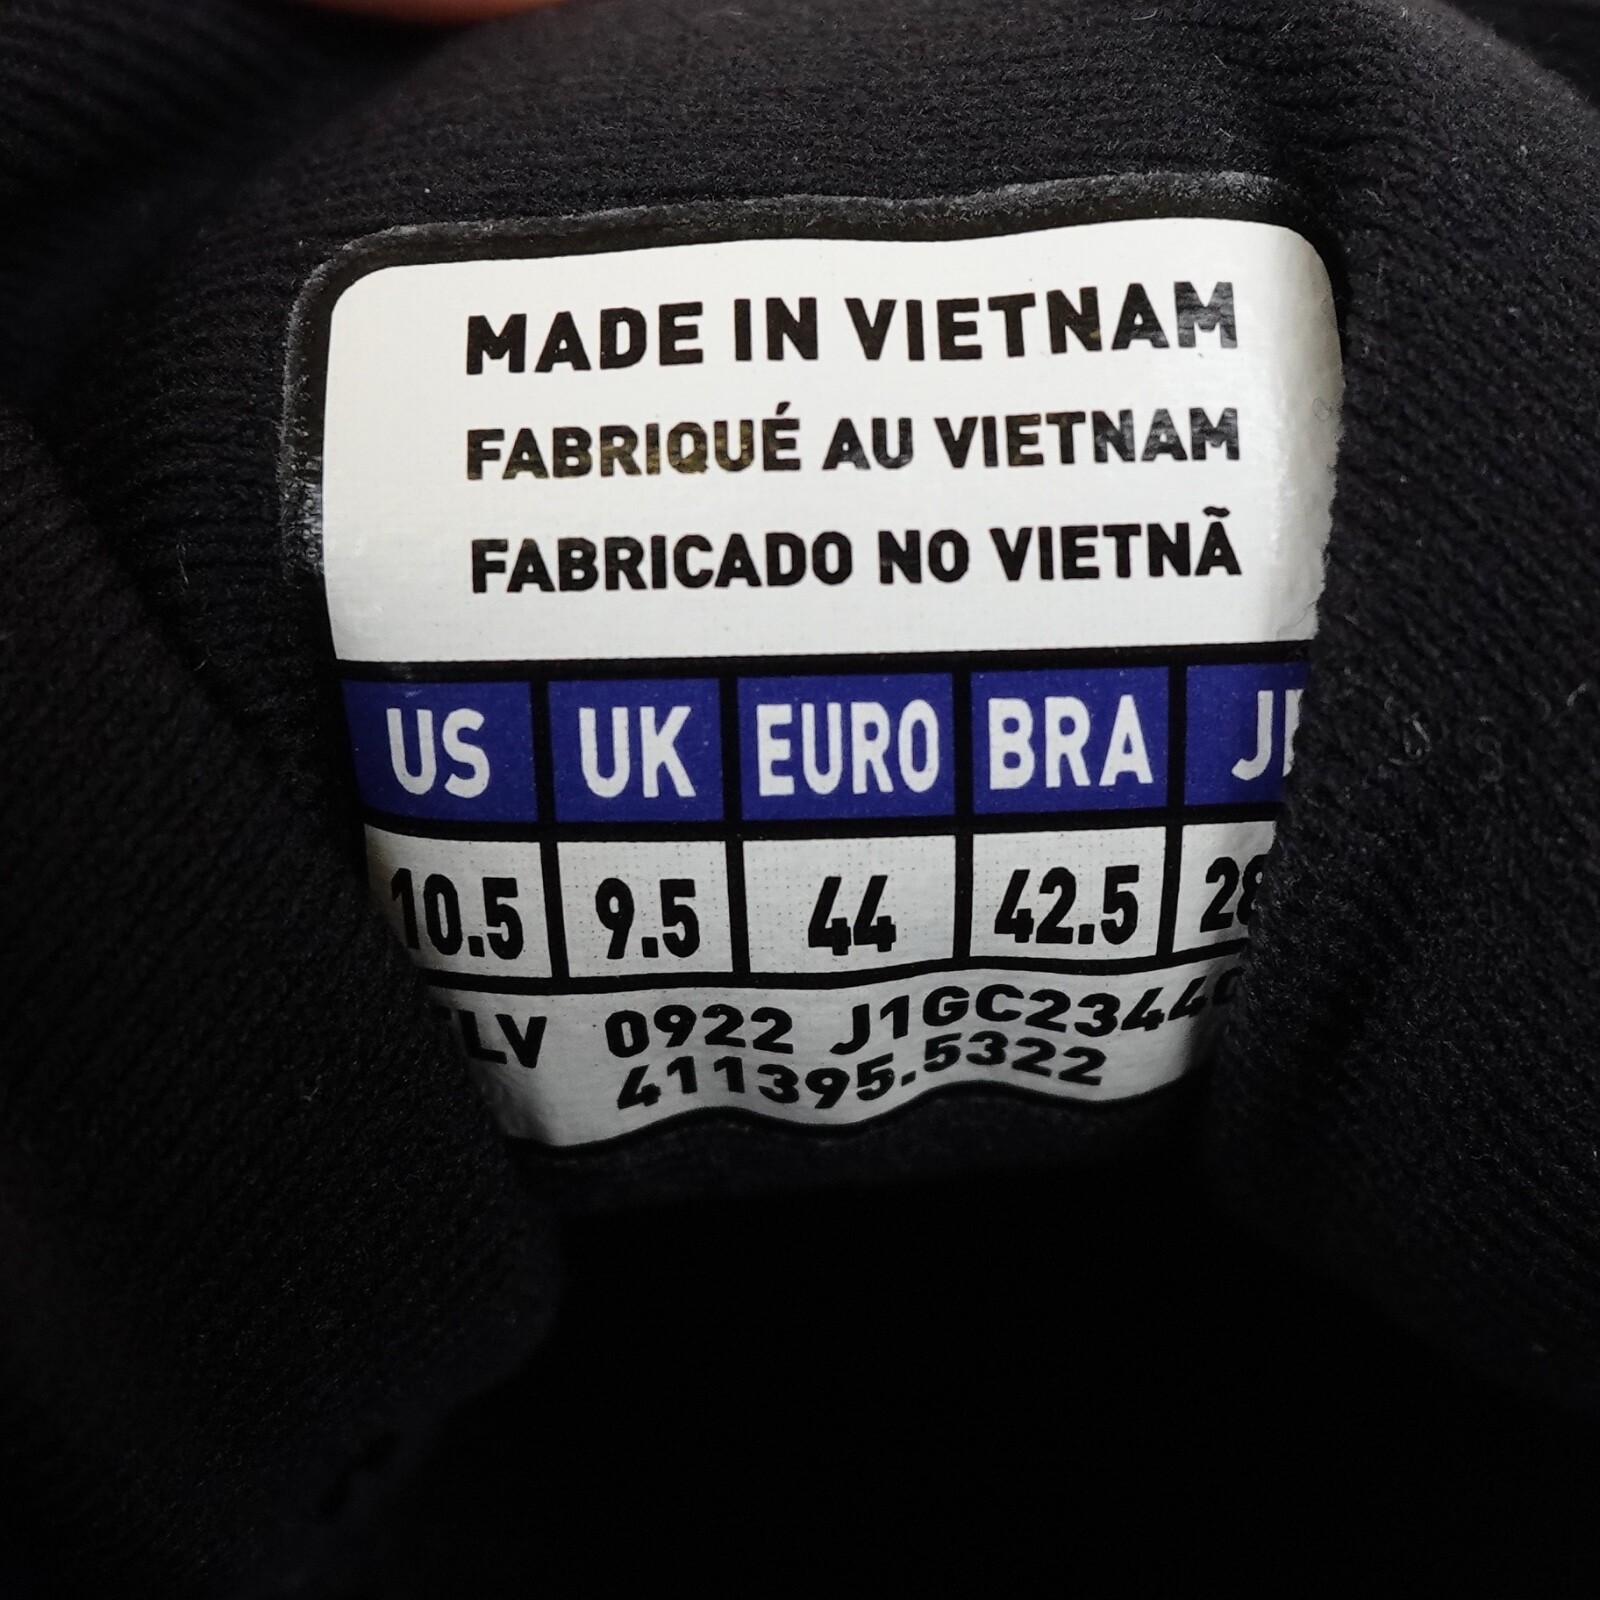 MADE IN VIETNAM
FABRIQUÉ AU VIETNAM
FABRICADO NO VIETNÃ
US UK EURO BRA
10.5 9.5 44 42.5
0922
411395.5322